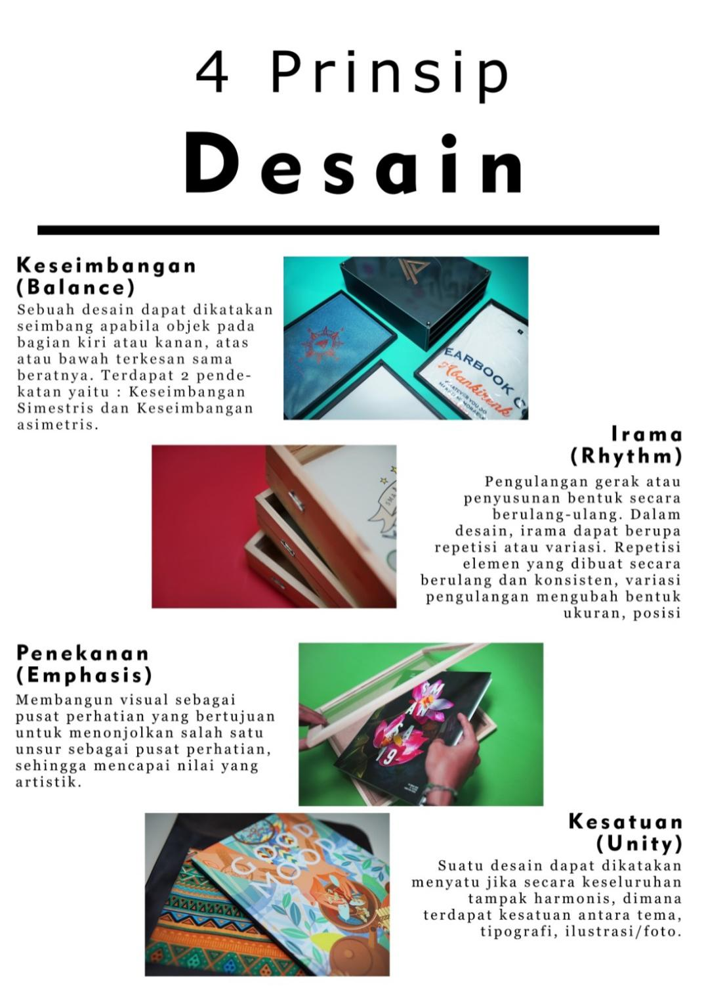 4 Prinsip
Desain
Keseimbangan
(Balance)
Sebuah desain dapat dikatakan
seimbang apabila objek pada
bagian kiri atau kanan, atas
atau bawah terkesan sama
beratnya. Terdapat 2 pende-
katan yaitu : Keseimbangan
Simestris dan Keseimbangan
asimetris.
EARBOOK
Abankirenk
WHATEVER YOU DO
Irama
(Rhythm)
Pengulangan gerak atau
penyusunan bentuk secara
berulang-ulang. Dalam
desain, irama dapat berupa
repetisi atau variasi. Repetisi
elemen yang dibuat secara
berulang dan konsisten, variasi
pengulangan mengubah bentuk
ukuran, posisi
SMA
Penekanan
(Emphasis)
Membangun visual sebagai
pusat perhatian yang bertujuan
untuk menonjolkan salah satu
unsur sebagai pusat perhatian,
sehingga mencapai nilai yang
artistik.
SM
AN
SA
19
Kesatuan
(Unity)
Suatu desain dapat dikatakan
menyatu jika secara keseluruhan
tampak harmonis, dimana
terdapat kesatuan antara tema,
tipografi, ilustrasi/foto.
GOOD
MOOD